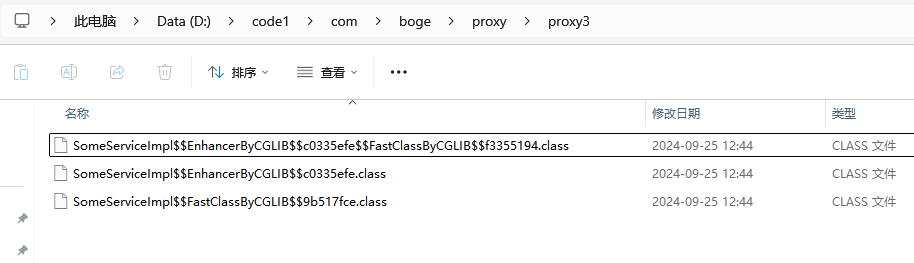 此电脑 > Data (D:) > code1 > com > boge > proxy > proxy3
排序 查看 •••
名称 修改日期 类型
SomeServiceImpl$$EnhancerByCGLIB$$c0335efe$$FastClassByCGLIB$$f3355194.class 2024-09-25 12:44 CLASS 文件
SomeServiceImpl$$EnhancerByCGLIB$$c0335efe.class 2024-09-25 12:44 CLASS 文件
SomeServiceImpl$$FastClassByCGLIB$$9b517fce.class 2024-09-25 12:44 CLASS 文件